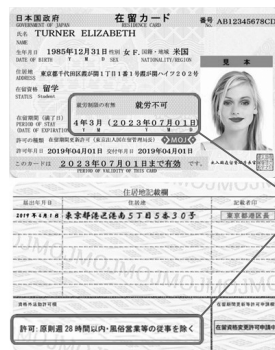 日本国政府 在留カード 番号 AB12345678CD
GOVERNMENT OF JAPAN RESIDENCE CARD
氏名 TURNER ELIZABETH
NAME
生年月日 1985年12月31日 性別 女 F. 国籍・地域 米国
DATE OF BIRTH Y M D SEX NATIONALITY/REGION
住居地 東京都千代田区霞が関1丁目1番1号霞が関ハイツ202号
ADDRESS
見本
在留資格 留学
STATUS Student
就労制限の有無 就労不可
在留期間(満了日) 4年3月(2023年07月01日)
PERIOD OF STAY
(DATE OF EXPIRATION) Y M Y M D
許可の種類 在留期間更新許可(東京出入国在留管理局長)
MOJ
許可年月日 2019年04月01日 交付年月日 2019年04月01日
このカードは 2023年07月01日まで有効 です。
PERIOD OF VALIDITY OF THIS CARD
住居地記載欄
届出年月日 住居地 記載者印
2019年4月1日 東京都港区港南5丁目5番30号 東京都港区長
資格外活動許可欄
許可:原則週28時間以内・風俗営業等の従事を除く
在留資格変更許可申請中